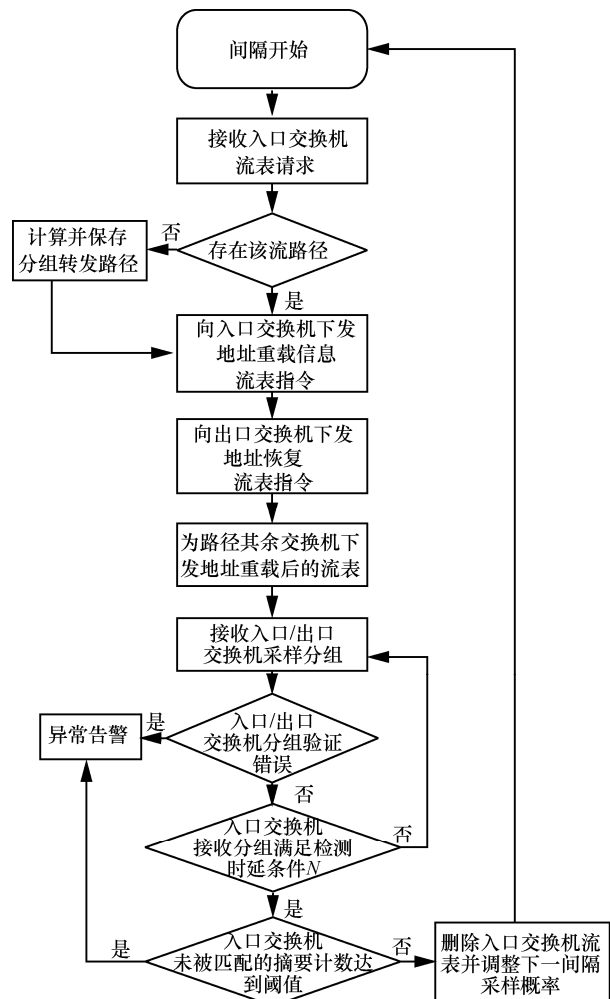 间隔开始
接收入口交换机
流表请求
存在该流路径
否
计算并保存
分组转发路径
是
向入口交换机下发
地址重载信息
流表指令
向出口交换机下发
地址恢复
流表指令
为路径其余交换机下
发地址重载后的流表
接收入口/出口
交换机采样分组
入口/出口
交换机分组验证
错误
是
异常告警
否
入口交换机
接收分组满足检测
时延条件N
否
是
入口交换机
未被匹配的摘要计数达
到阈值
是
否
删除入口交换机流
表并调整下一间隔
采样概率